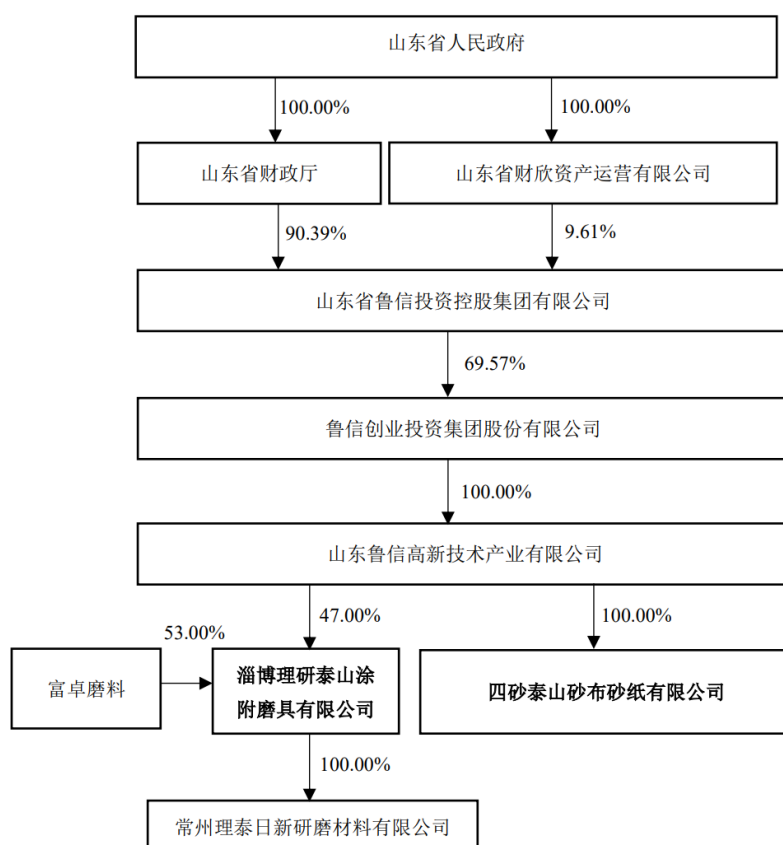 山东省人民政府
100.00%
100.00%
山东省财政厅
山东省财欣资产运营有限公司
90.39%
9.61%
山东省鲁信投资控股集团有限公司
69.57%
鲁信创业投资集团股份有限公司
100.00%
山东鲁信高新技术产业有限公司
47.00%
100.00%
53.00%
富卓磨料
淄博理研泰山涂
附磨具有限公司
四砂泰山砂布砂纸有限公司
100.00%
常州理泰日新研磨材料有限公司